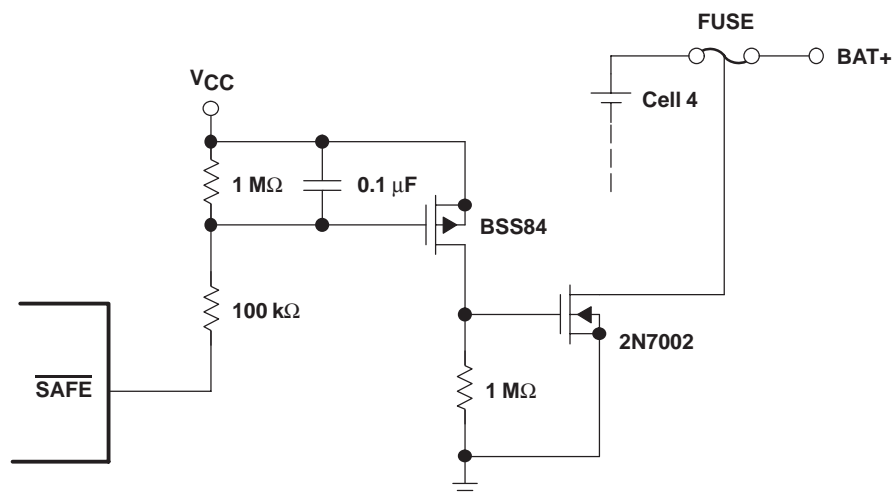 FUSE
BAT+
Cell 4
VCC
1 MΩ
0.1 μF
BSS84
100 kΩ
2N7002
SAFE
1 MΩ